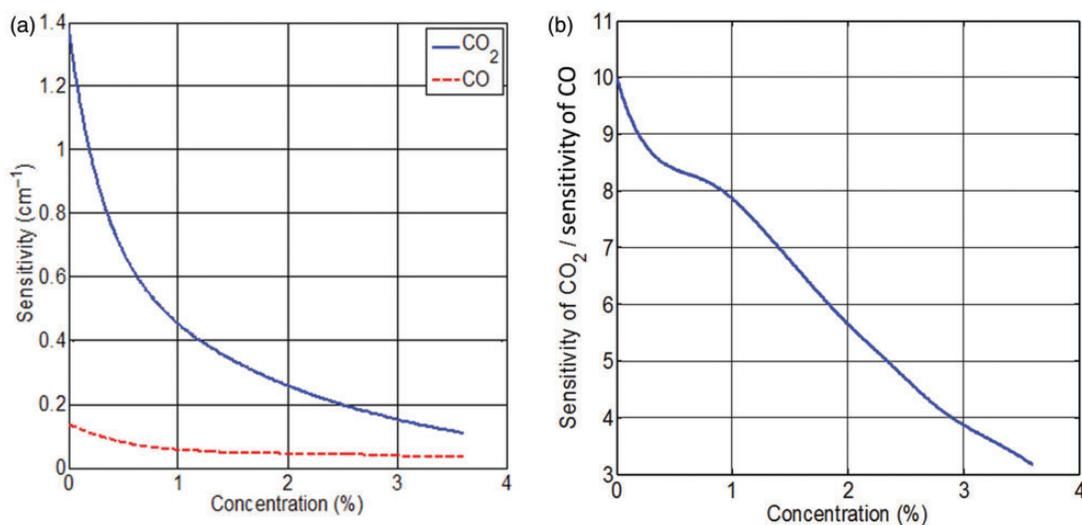 (a)
1.4
1.2
1
0.8
0.6
0.4
0.2
0
Sensitivity (cm⁻¹)
CO₂
CO
0 1 2 3 4
Concentration (%)
(b)
11
10
9
8
7
6
5
4
3
Sensitivity of CO₂ / sensitivity of CO
0 1 2 3 4
Concentration (%)